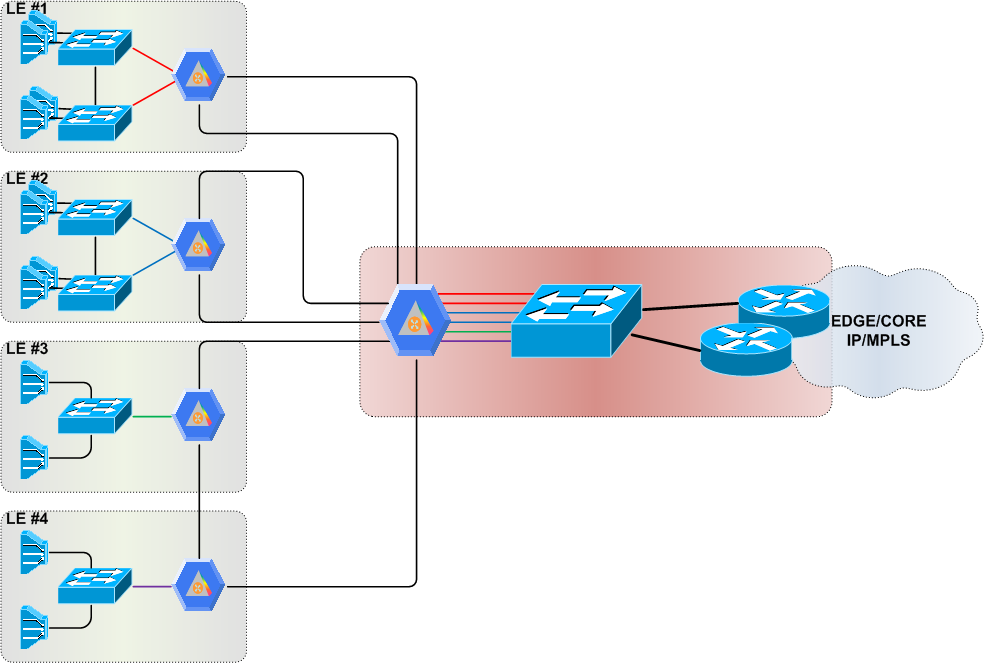 LE #1
LE #2
LE #3
LE #4
EDGE/CORE
IP/MPLS